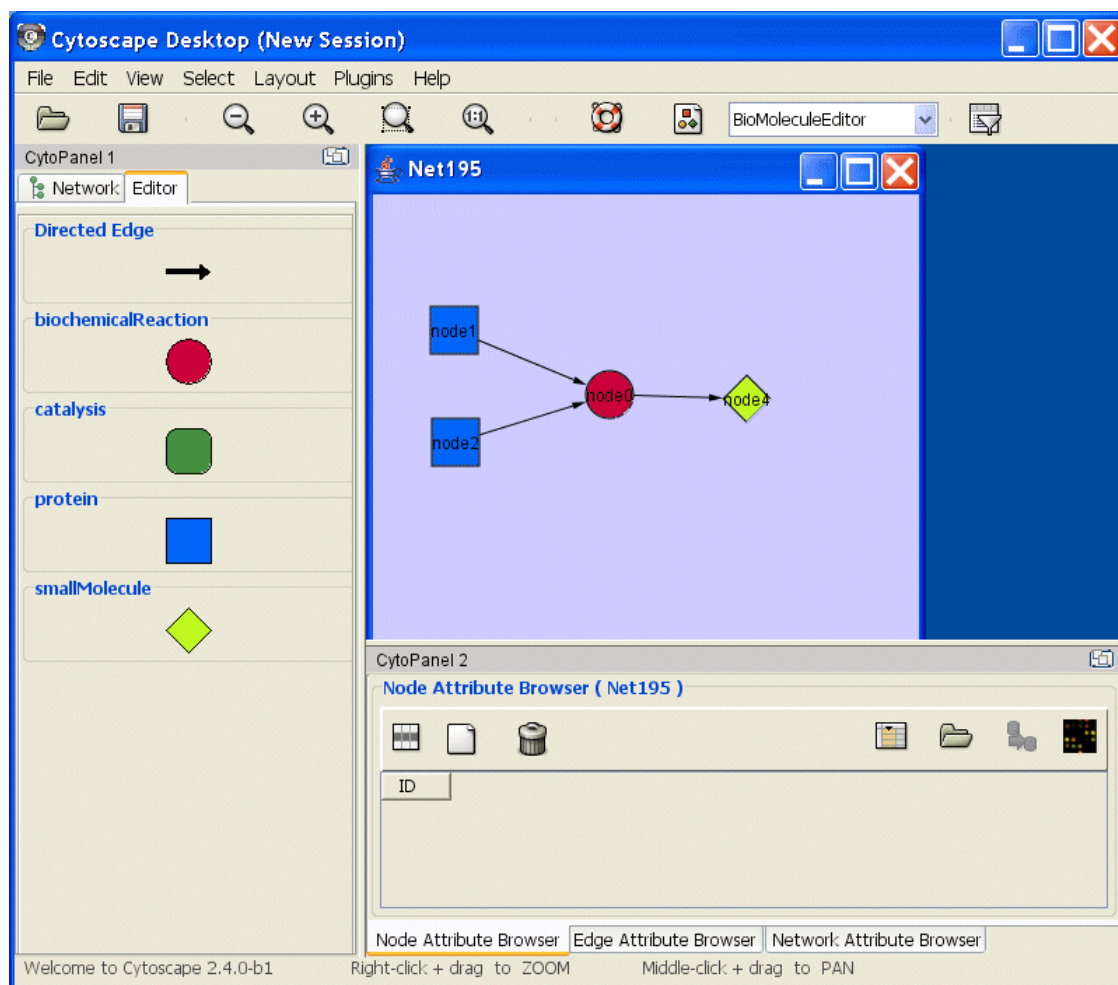 Cytoscape Desktop (New Session)
File Edit View Select Layout Plugins Help
1:1 BioMoleculeEditor
CytoPanel 1
Network Editor
Directed Edge
biochemicalReaction
catalysis
protein
smallMolecule
Net195
node1
node0
node4
node2
CytoPanel 2
Node Attribute Browser ( Net195 )
ID
Node Attribute Browser Edge Attribute Browser Network Attribute Browser
Welcome to Cytoscape 2.4.0-b1 Right-click + drag to ZOOM Middle-click + drag to PAN